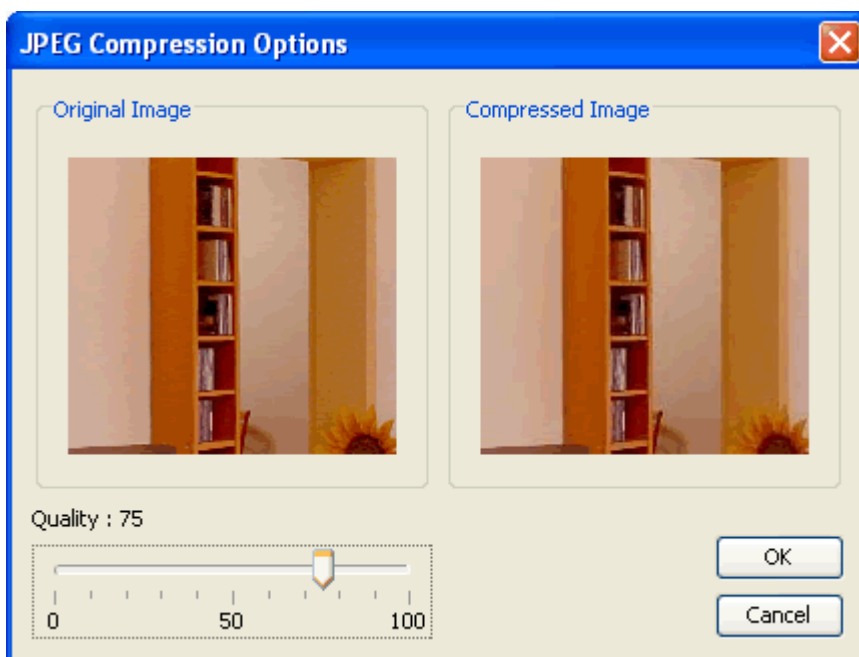 JPEG Compression Options
Original Image
Compressed Image
Quality : 75
0 50 100
OK
Cancel